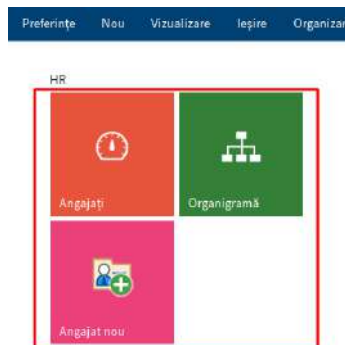 Preferințe Nou Vizualizare Ieșire
HR
Angajați Organigramă
Angajat nou